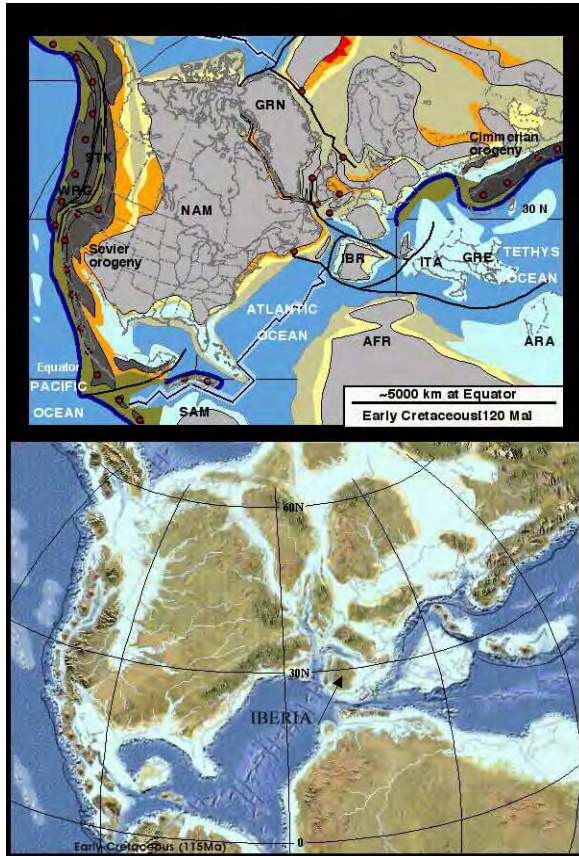 GRN
Cimmerian
orogeny
STK
WRG
30 N
NAM
Sevier
orogeny
IBR
ITA
GRE
TETHYS
OCEAN
ATLANTIC
OCEAN
AFR
ARA
Equator
PACIFIC
OCEAN
SAM
~5000 km at Equator
Early Cretaceous[120 Ma]
60N
30N
IBERIA
0
Early Cretaceous (115Ma)